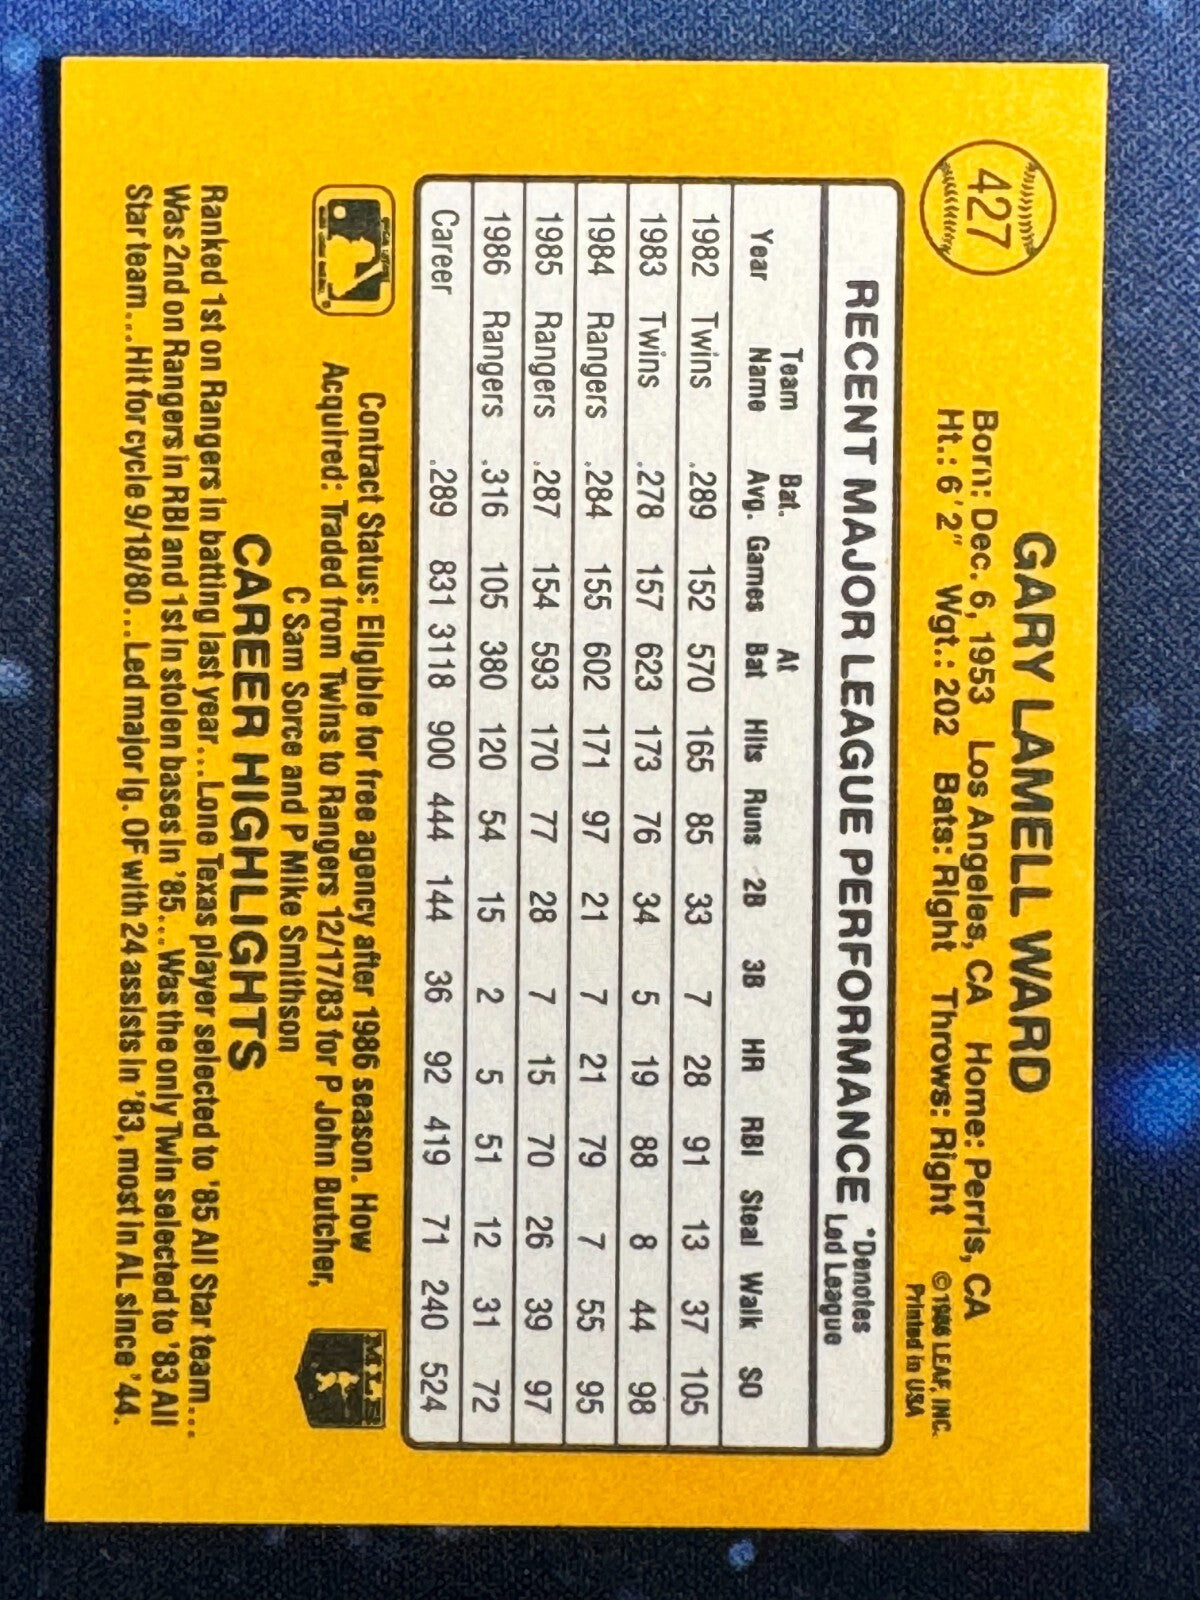 427
GARY LAMELL WARD
Born: Dec. 6, 1953 Los Angeles, CA Home: Perris, CA
Ht.: 6'2" Wgt.: 202 Bats: Right Throws: Right
© 1986 LEAF, INC.
Printed in USA
RECENT MAJOR LEAGUE PERFORMANCE
*Denotes
Led League
Year Team Name Bat. Avg. Games At Bat Hits Runs 2B 3B HR RBI Steal Walk SO
1982 Twins .289 152 570 165 85 33 7 28 91 13 37 105
1983 Twins .278 157 623 173 76 34 5 19 88 8 44 98
1984 Rangers .284 155 602 171 97 21 7 21 79 7 55 95
1985 Rangers .287 154 593 170 77 28 7 15 70 26 39 97
1986 Rangers .316 105 380 120 54 15 2 5 51 12 31 72
Career .289 831 3118 900 444 144 36 92 419 71 240 524
Contract Status: Eligible for free agency after 1986 season. How
Acquired: Traded from Twins to Rangers 12/17/83 for P John Butcher,
C Sam Sorce and P Mike Smithson
MLB
CAREER HIGHLIGHTS
Ranked 1st on Rangers in batting last year...Lone Texas player selected to '85 All Star team...
Was 2nd on Rangers in RBI and 1st in stolen bases in '85...Was the only Twin selected to '83 All
Star team...Hit for cycle 9/18/80...Led major lg. OF with 24 assists in '83, most in AL since '44.